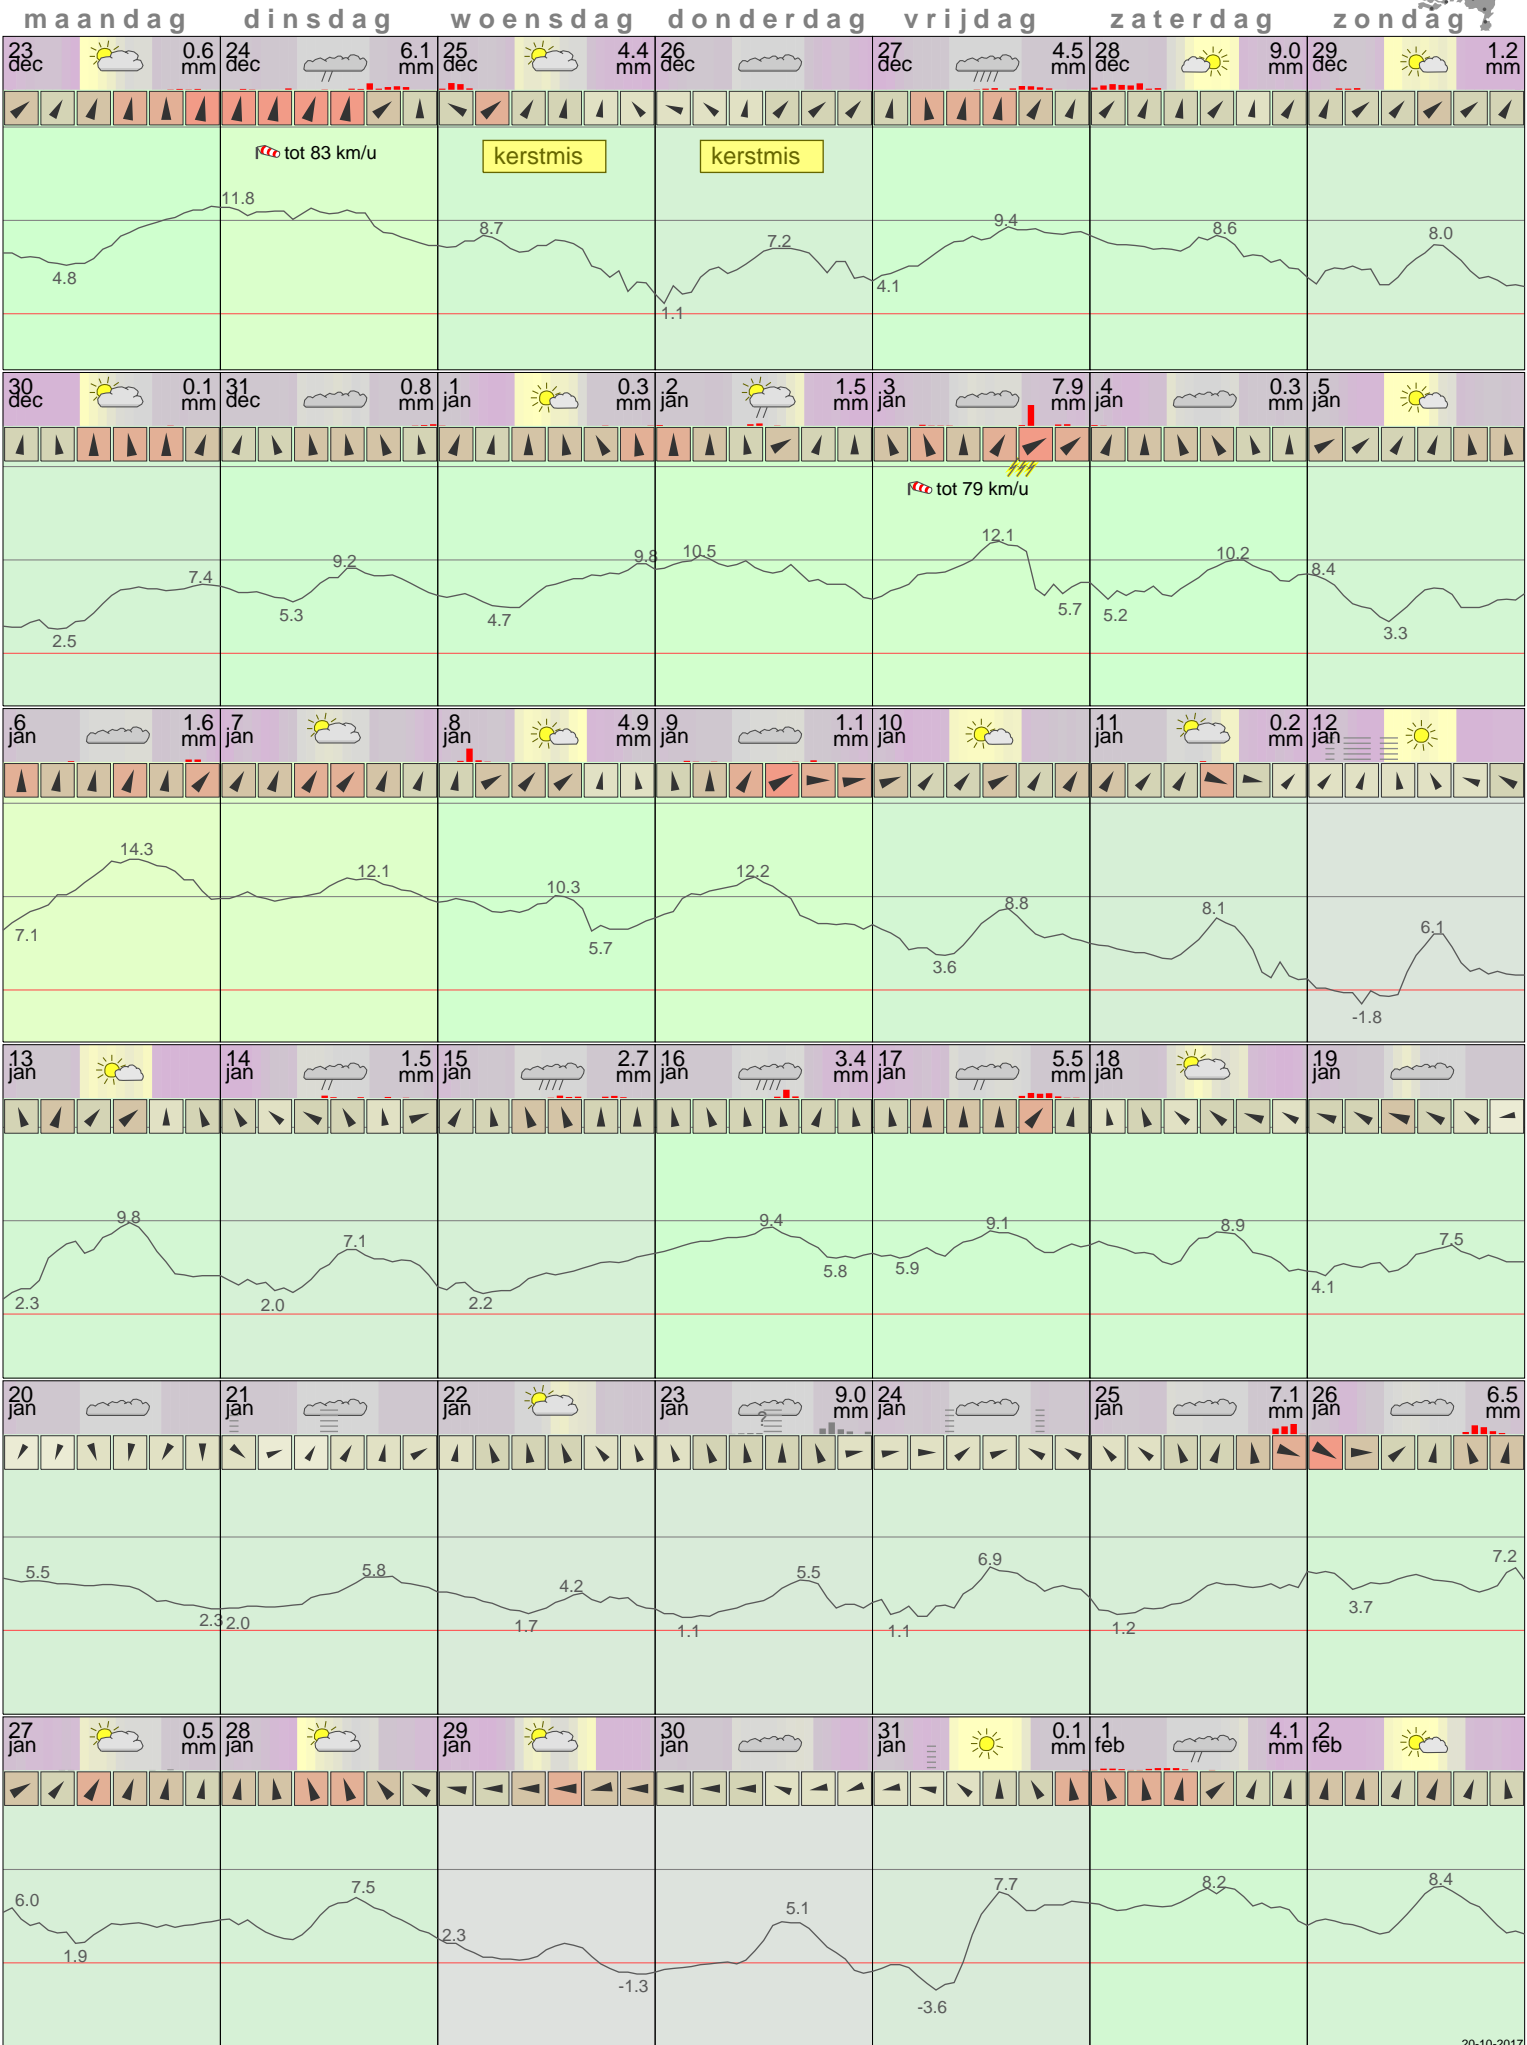 maandag dinsdag woensdag donderdag vrijdag zaterdag zondag
23 dec 0.6 mm 24 dec 6.1 mm 25 dec 4.4 mm 26 dec 27 dec 4.5 mm 28 dec 9.0 mm 29 dec 1.2 mm
tot 83 km/u kerstmis kerstmis
4.8 11.8 8.7 1.1 7.2 4.1 9.4 8.6 8.0
30 dec 0.1 mm 31 dec 0.8 mm 1 jan 0.3 mm 2 jan 1.5 mm 3 jan 7.9 mm 4 jan 0.3 mm 5 jan
tot 79 km/u
2.5 7.4 5.3 9.2 4.7 9.8 10.5 12.1 5.7 5.2 10.2 8.4 3.3
6 jan 1.6 mm 7 jan 8 jan 4.9 mm 9 jan 1.1 mm 10 jan 11 jan 0.2 mm 12 jan
7.1 14.3 12.1 10.3 5.7 12.2 3.6 8.8 8.1 -1.8 6.1
13 jan 14 jan 1.5 mm 15 jan 2.7 mm 16 jan 3.4 mm 17 jan 5.5 mm 18 jan 19 jan
2.3 9.8 2.0 7.1 2.2 9.4 5.8 5.9 9.1 8.9 4.1 7.5
20 jan 21 jan 22 jan 23 jan ? 9.0 mm 24 jan 25 jan 7.1 mm 26 jan 6.5 mm
5.5 2.3 2.0 5.8 1.7 4.2 1.1 5.5 1.1 6.9 1.2 3.7 7.2
27 jan 0.5 mm 28 jan 29 jan 30 jan 31 jan 0.1 mm 1 feb 4.1 mm 2 feb
6.0 1.9 7.5 2.3 -1.3 5.1 -3.6 7.7 8.2 8.4
20-10-2017